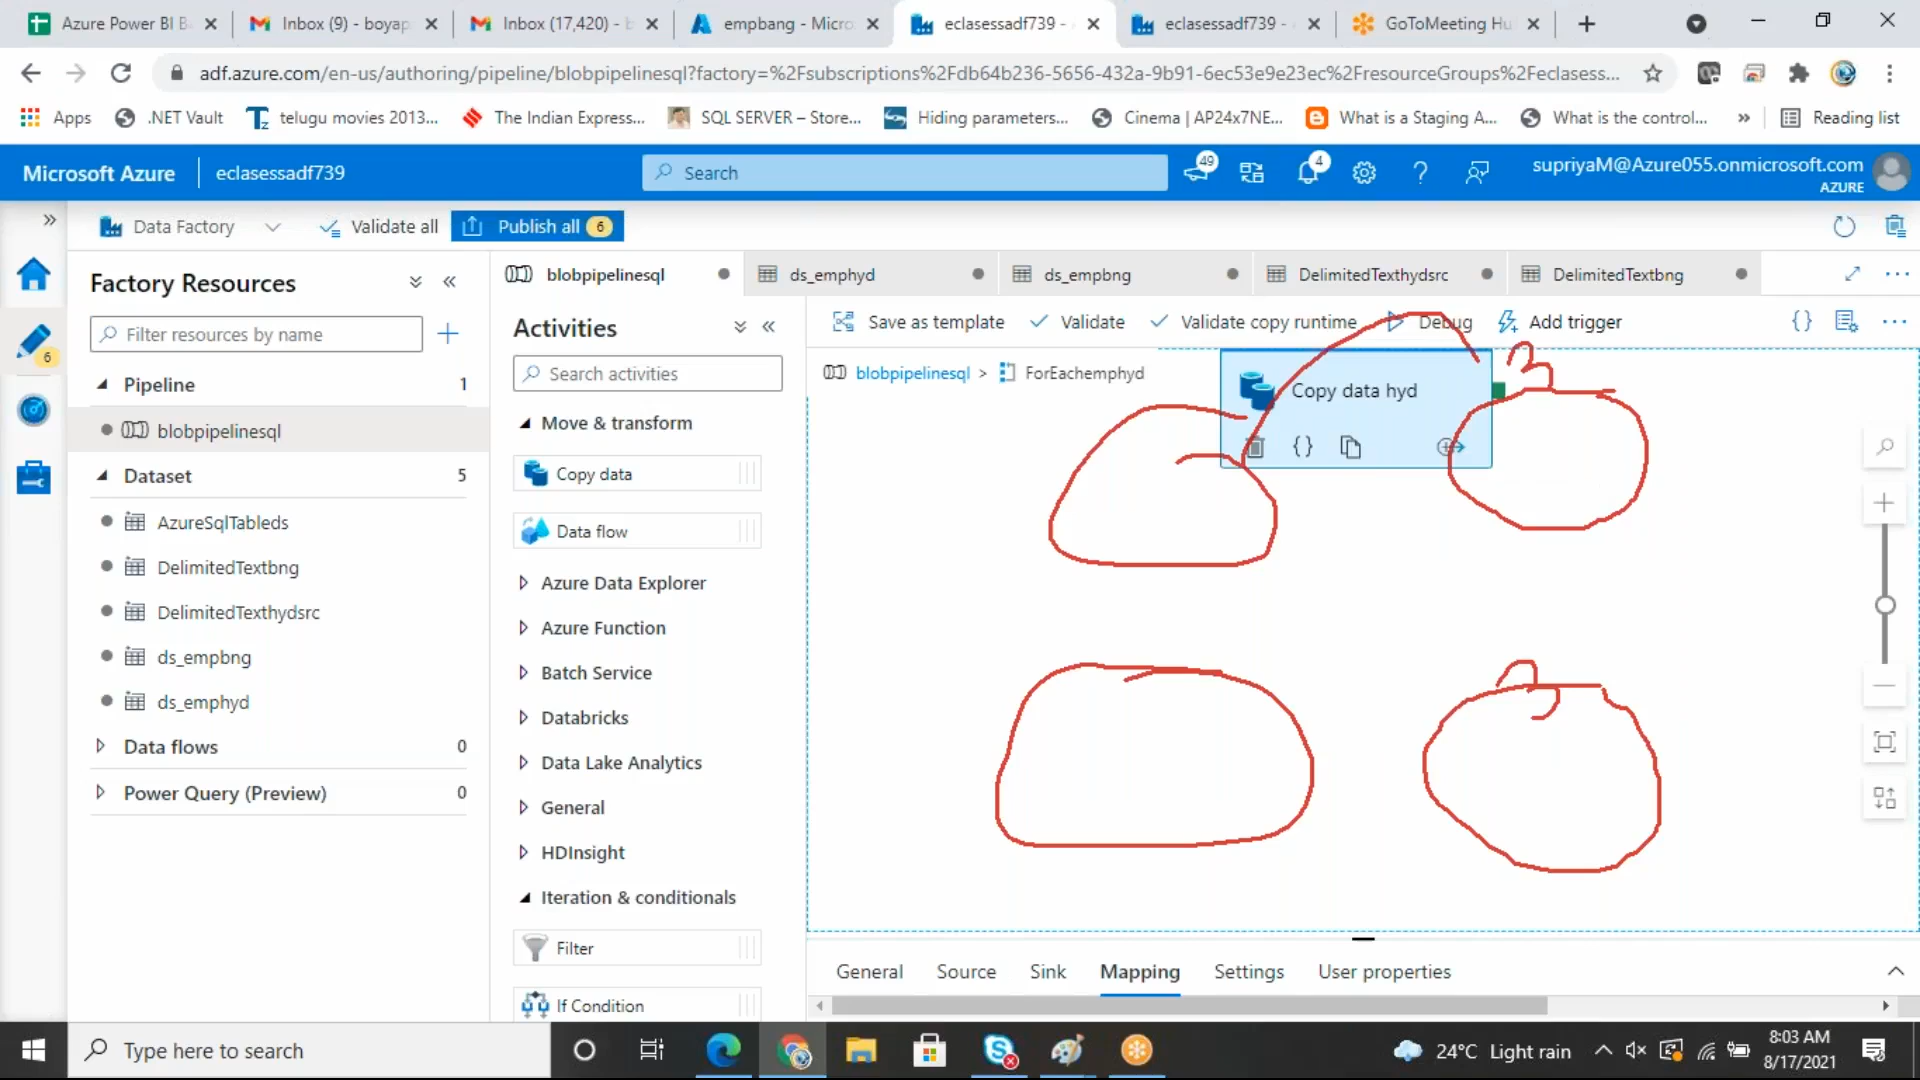 Azure Power BI B
Inbox (9) - boyap
Inbox (17,420) - b
empbang - Micro
eclasessadf739 -
eclasessadf739 -
GoToMeeting Hu
adf.azure.com/en-us/authoring/pipeline/blobpipelinesql?factory=%2Fsubscriptions%2Fdb64b236-5656-432a-9b91-6ec53e9e23ec%2FresourceGroups%2Feclasess...
Apps
.NET Vault
telugu movies 2013...
The Indian Express...
SQL SERVER – Store...
Hiding parameters...
Cinema | AP24x7NE...
What is a Staging A...
What is the control...
»
Reading list
Microsoft Azure
eclasessadf739
Search
49
4
supriyaM@Azure055.onmicrosoft.com
AZURE
Data Factory
Validate all
Publish all 6
Factory Resources
Filter resources by name
6
Pipeline 1
blobpipelinesql
Dataset 5
AzureSqlTableds
DelimitedTextbng
DelimitedTexthydsrc
ds_empbng
ds_emphyd
Data flows 0
Power Query (Preview) 0
blobpipelinesql
ds_emphyd
ds_empbng
DelimitedTexthydsrc
DelimitedTextbng
Activities
Search activities
Move & transform
Copy data
Data flow
Azure Data Explorer
Azure Function
Batch Service
Databricks
Data Lake Analytics
General
HDInsight
Iteration & conditionals
Filter
If Condition
Save as template
Validate
Validate copy runtime
Debug
Add trigger
{}
blobpipelinesql > ForEachemphyd
Copy data hyd
{}
General
Source
Sink
Mapping
Settings
User properties
Type here to search
24°C Light rain
8:03 AM
8/17/2021